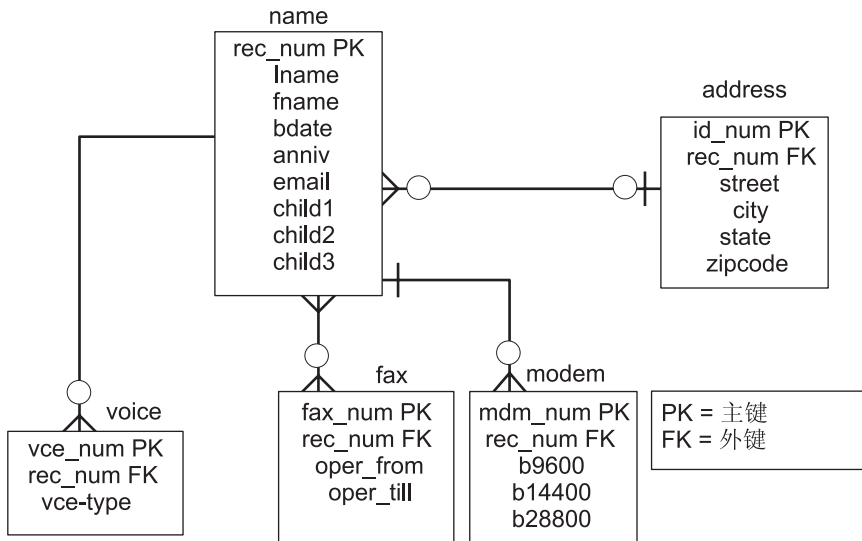 name
rec_num PK
lname
fname
bdate
anniv
email
child1
child2
child3
address
id_num PK
rec_num FK
street
city
state
zipcode
voice
vce_num PK
rec_num FK
vce-type
fax
fax_num PK
rec_num FK
oper_from
oper_till
modem
mdm_num PK
rec_num FK
b9600
b14400
b28800
PK = 主键
FK = 外键